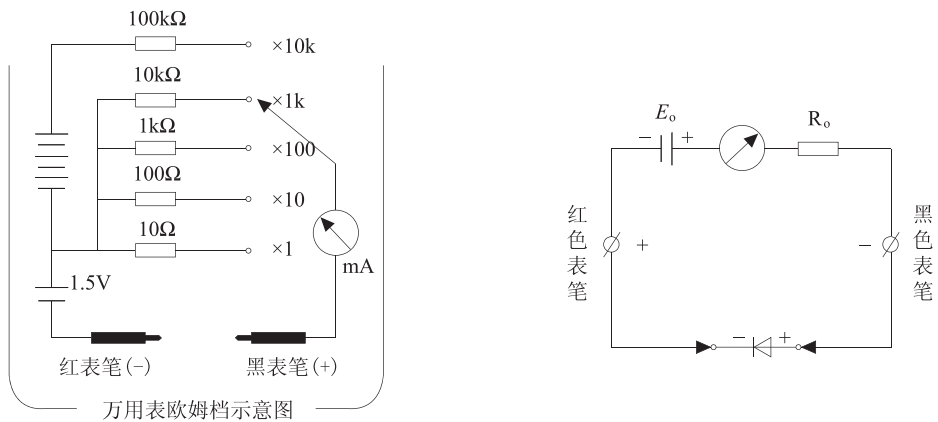 100kΩ
×10k
10kΩ
×1k
1kΩ
×100
100Ω
×10
10Ω
×1
mA
1.5V
红表笔(-)
黑表笔(+)
万用表欧姆档示意图
Eo
Ro
− +
红色表笔
+
−
黑色表笔
− +